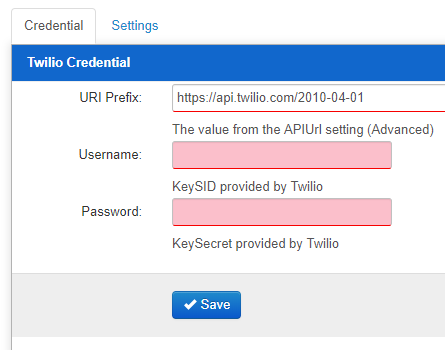 Credential Settings
Twilio Credential
URI Prefix: https://api.twilio.com/2010-04-01
The value from the APIUrl setting (Advanced)
Username:
KeySID provided by Twilio
Password:
KeySecret provided by Twilio
Save